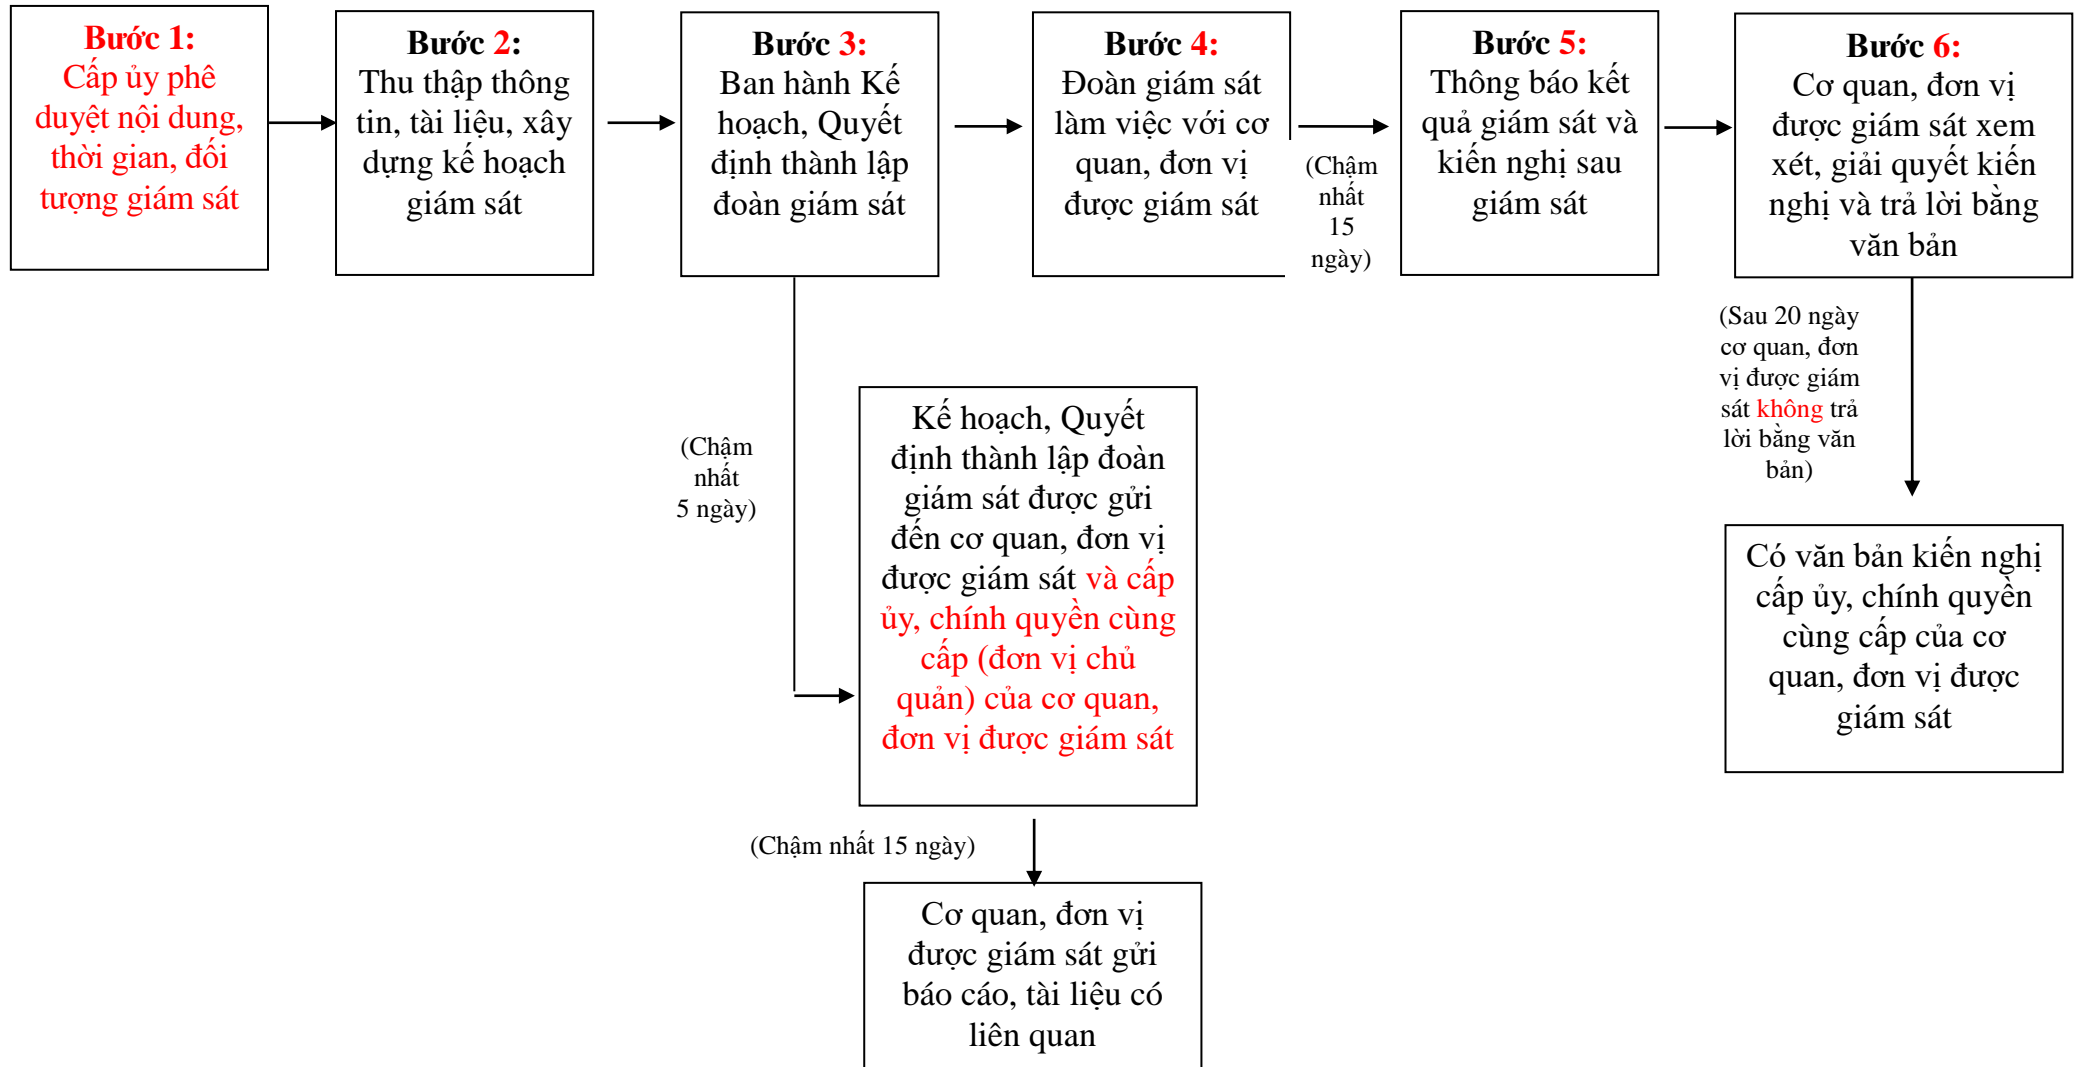 Bước 1:
Cấp ủy phê
duyệt nội dung,
thời gian, đối
tượng giám sát
Bước 2:
Thu thập thông
tin, tài liệu, xây
dựng kế hoạch
giám sát
Bước 3:
Ban hành Kế
hoạch, Quyết
định thành lập
đoàn giám sát
Bước 4:
Đoàn giám sát
làm việc với cơ
quan, đơn vị
được giám sát
(Chậm
nhất
15
ngày)
Bước 5:
Thông báo kết
quả giám sát và
kiến nghị sau
giám sát
Bước 6:
Cơ quan, đơn vị
được giám sát xem
xét, giải quyết kiến
nghị và trả lời bằng
văn bản
(Sau 20 ngày
cơ quan, đơn
vị được giám
sát không trả
lời bằng văn
bản)
(Chậm
nhất
5 ngày)
Kế hoạch, Quyết
định thành lập đoàn
giám sát được gửi
đến cơ quan, đơn vị
được giám sát và cấp
ủy, chính quyền cùng
cấp (đơn vị chủ
quản) của cơ quan,
đơn vị được giám sát
Có văn bản kiến nghị
cấp ủy, chính quyền
cùng cấp của cơ
quan, đơn vị được
giám sát
(Chậm nhất 15 ngày)
Cơ quan, đơn vị
được giám sát gửi
báo cáo, tài liệu có
liên quan